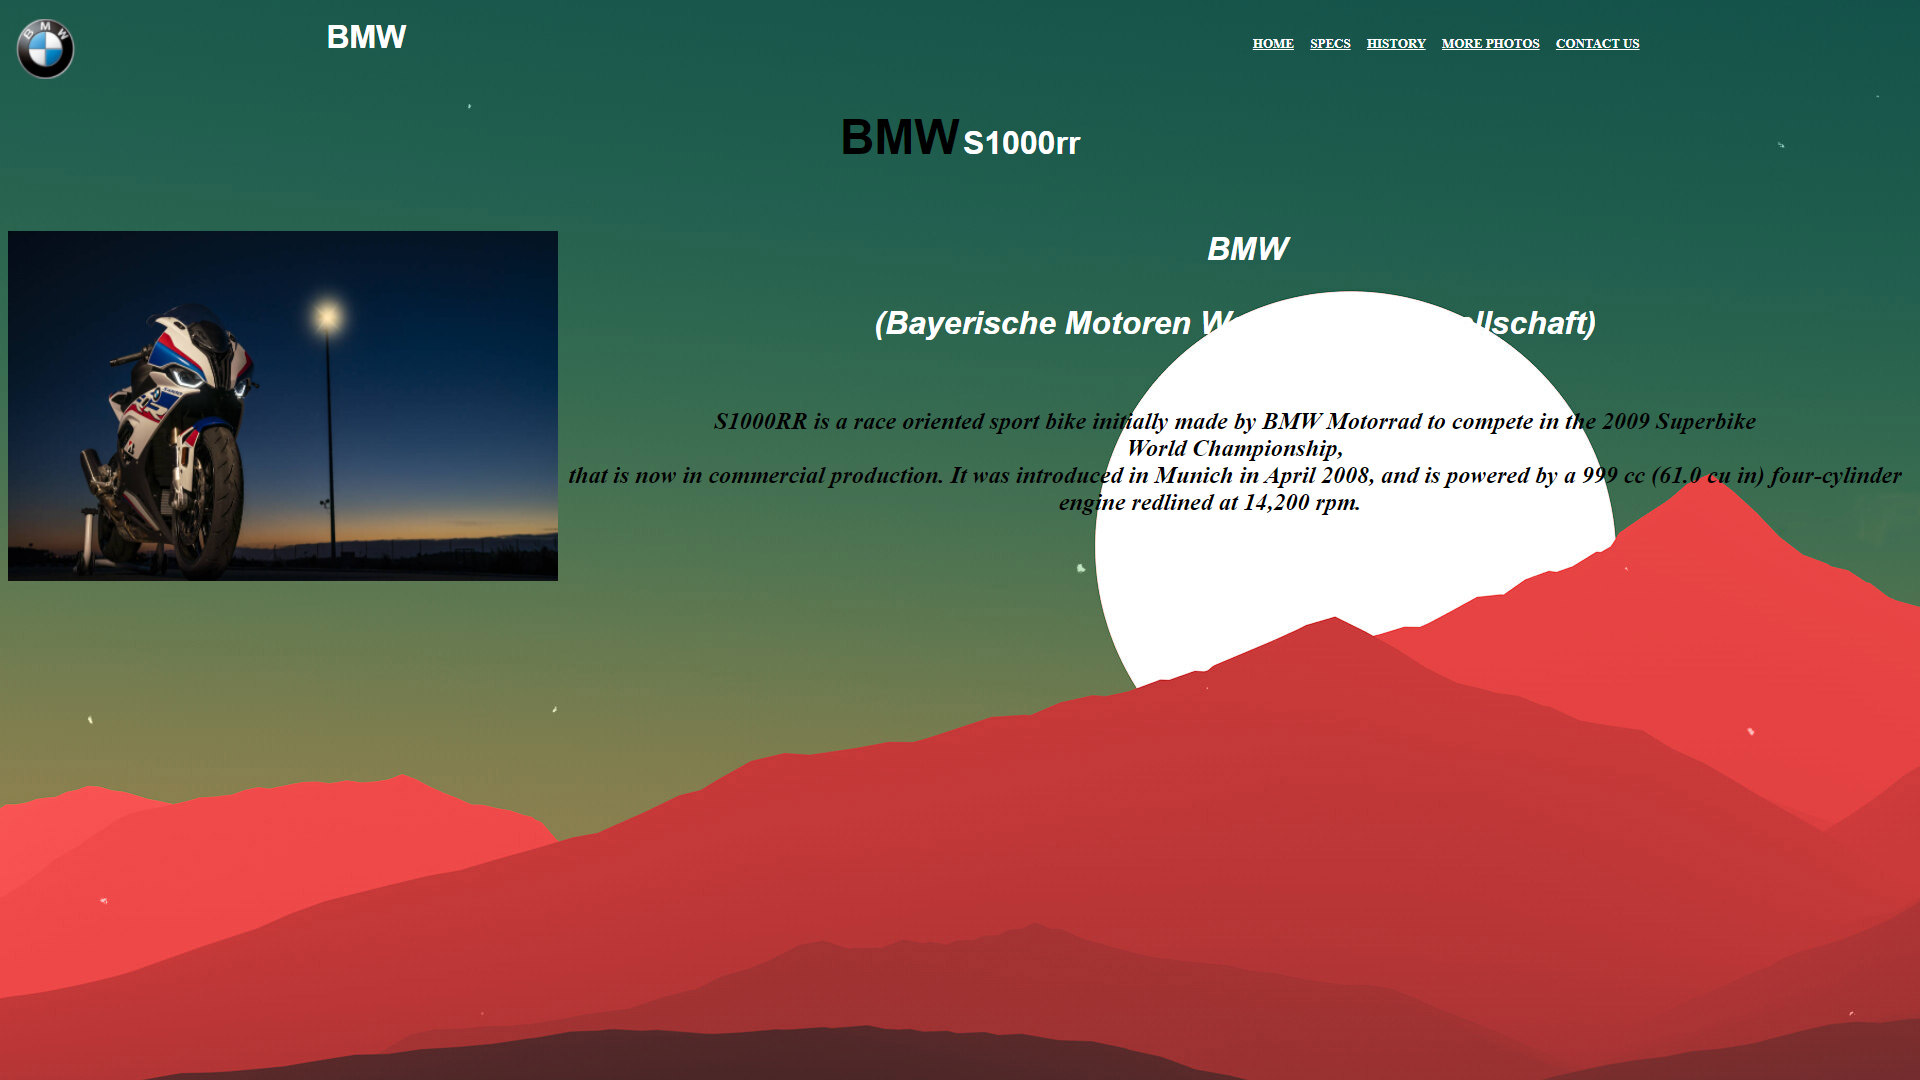 BMW
BMW
HOME SPECS HISTORY MORE PHOTOS CONTACT US
BMW S1000rr
BMW
(Bayerische Motoren W llschaft)
S1000RR is a race oriented sport bike initially made by BMW Motorrad to compete in the 2009 Superbike
World Championship,
that is now in commercial production. It was introduced in Munich in April 2008, and is powered by a 999 cc (61.0 cu in) four-cylinder
engine redlined at 14,200 rpm.